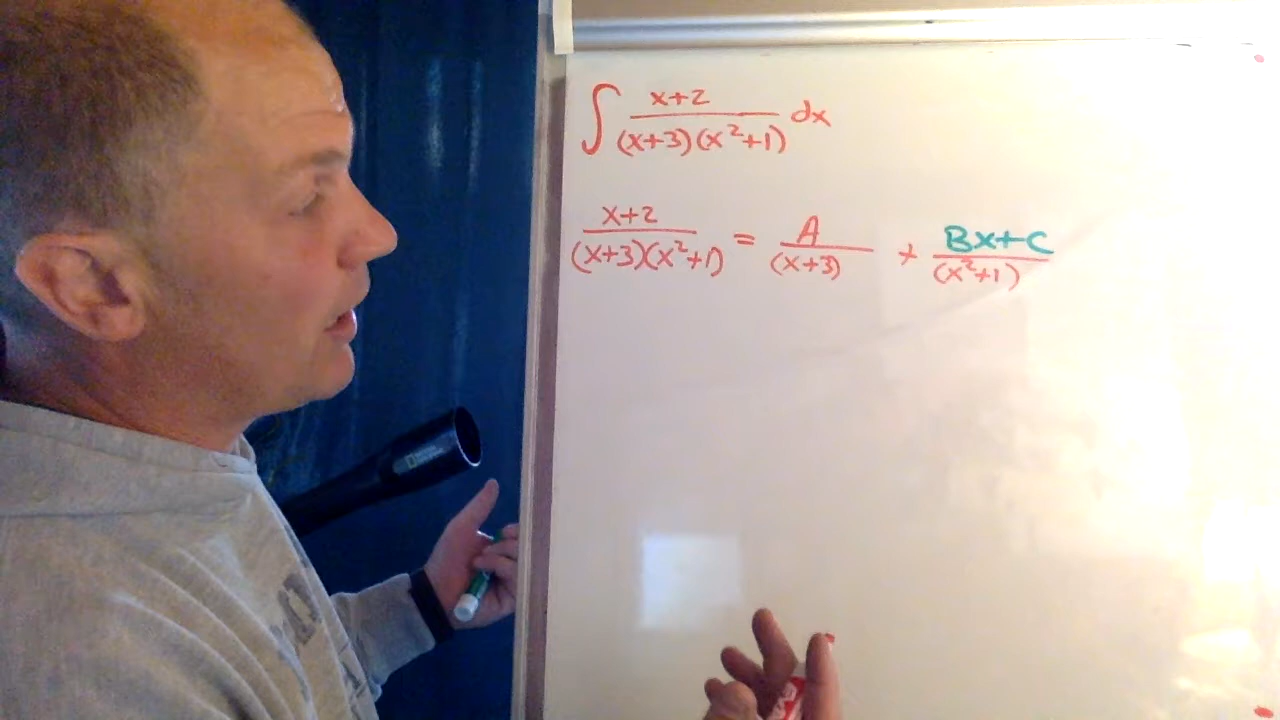 ∫ x+2 / (x+3)(x²+1) dx
x+2 / (x+3)(x²+1) = A / (x+3) + Bx+C / (x²+1)